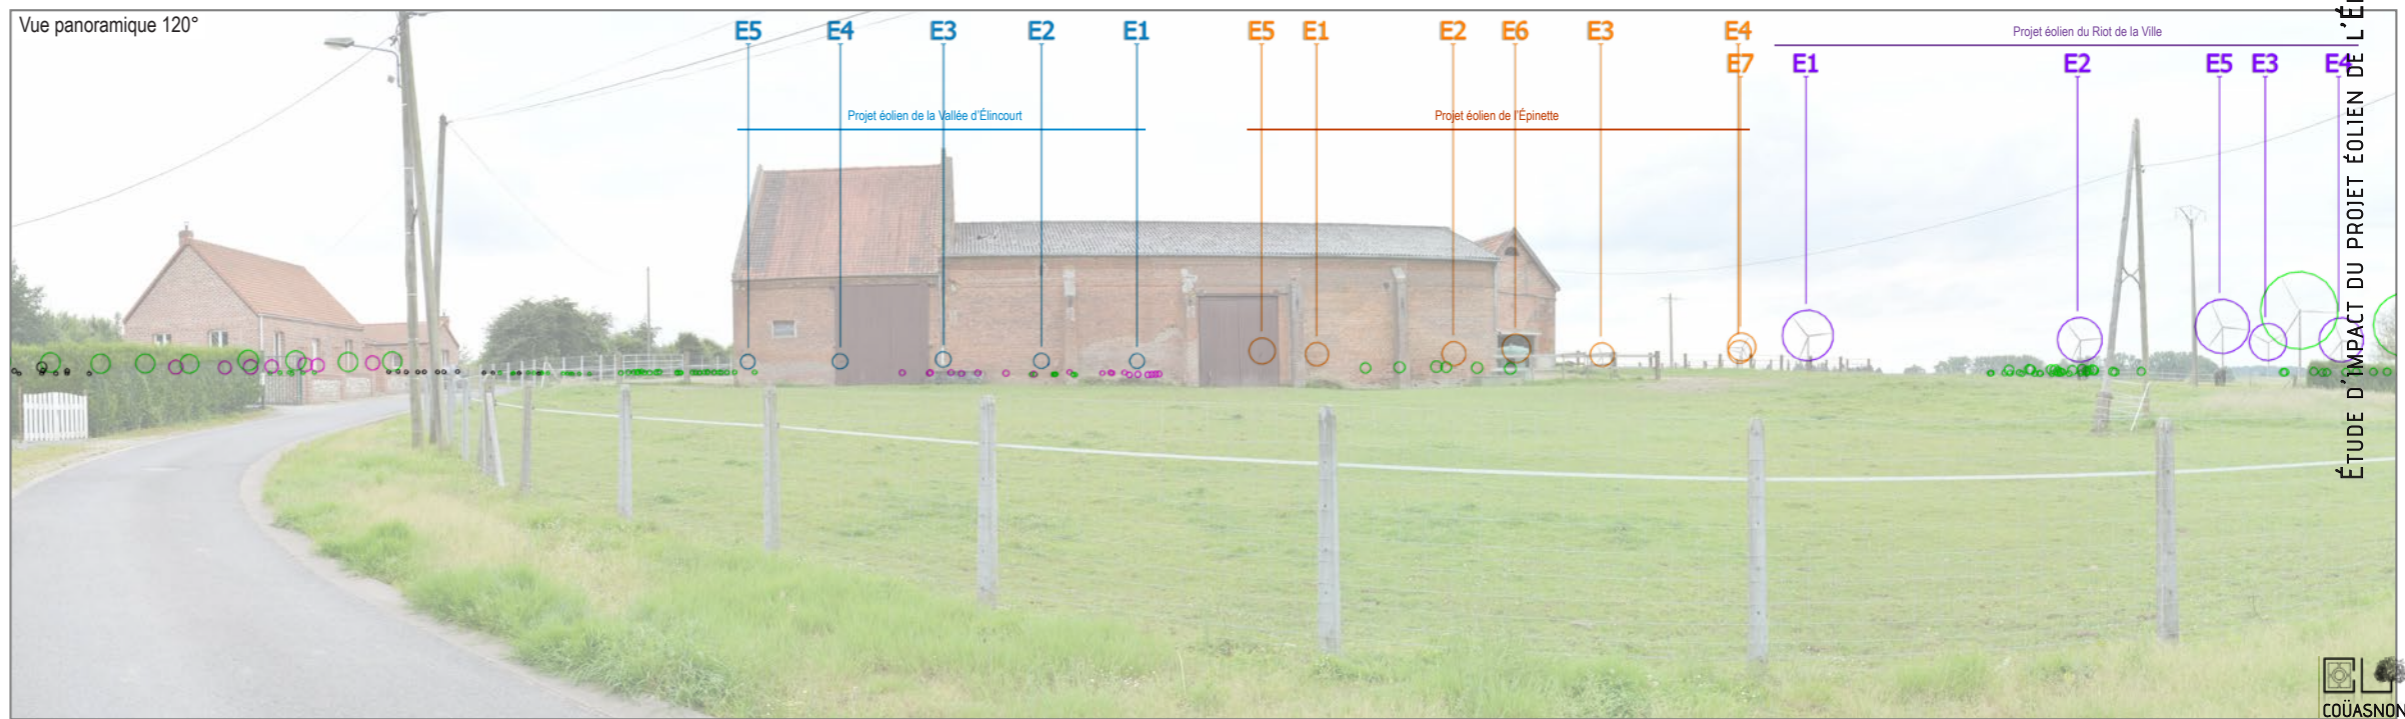 Vue panoramique 120°
E5 E4 E3 E2 E1 E5 E1 E2 E6 E3 E4
Projet éolien du Riot de la Ville
E7 E1 E2 E5 E3 E4
Projet éolien de la Vallée d'Élincourt
Projet éolien de l'Épinette
ÉTUDE D'IMPACT DU PROJET ÉOLIEN DE
COÜASNON